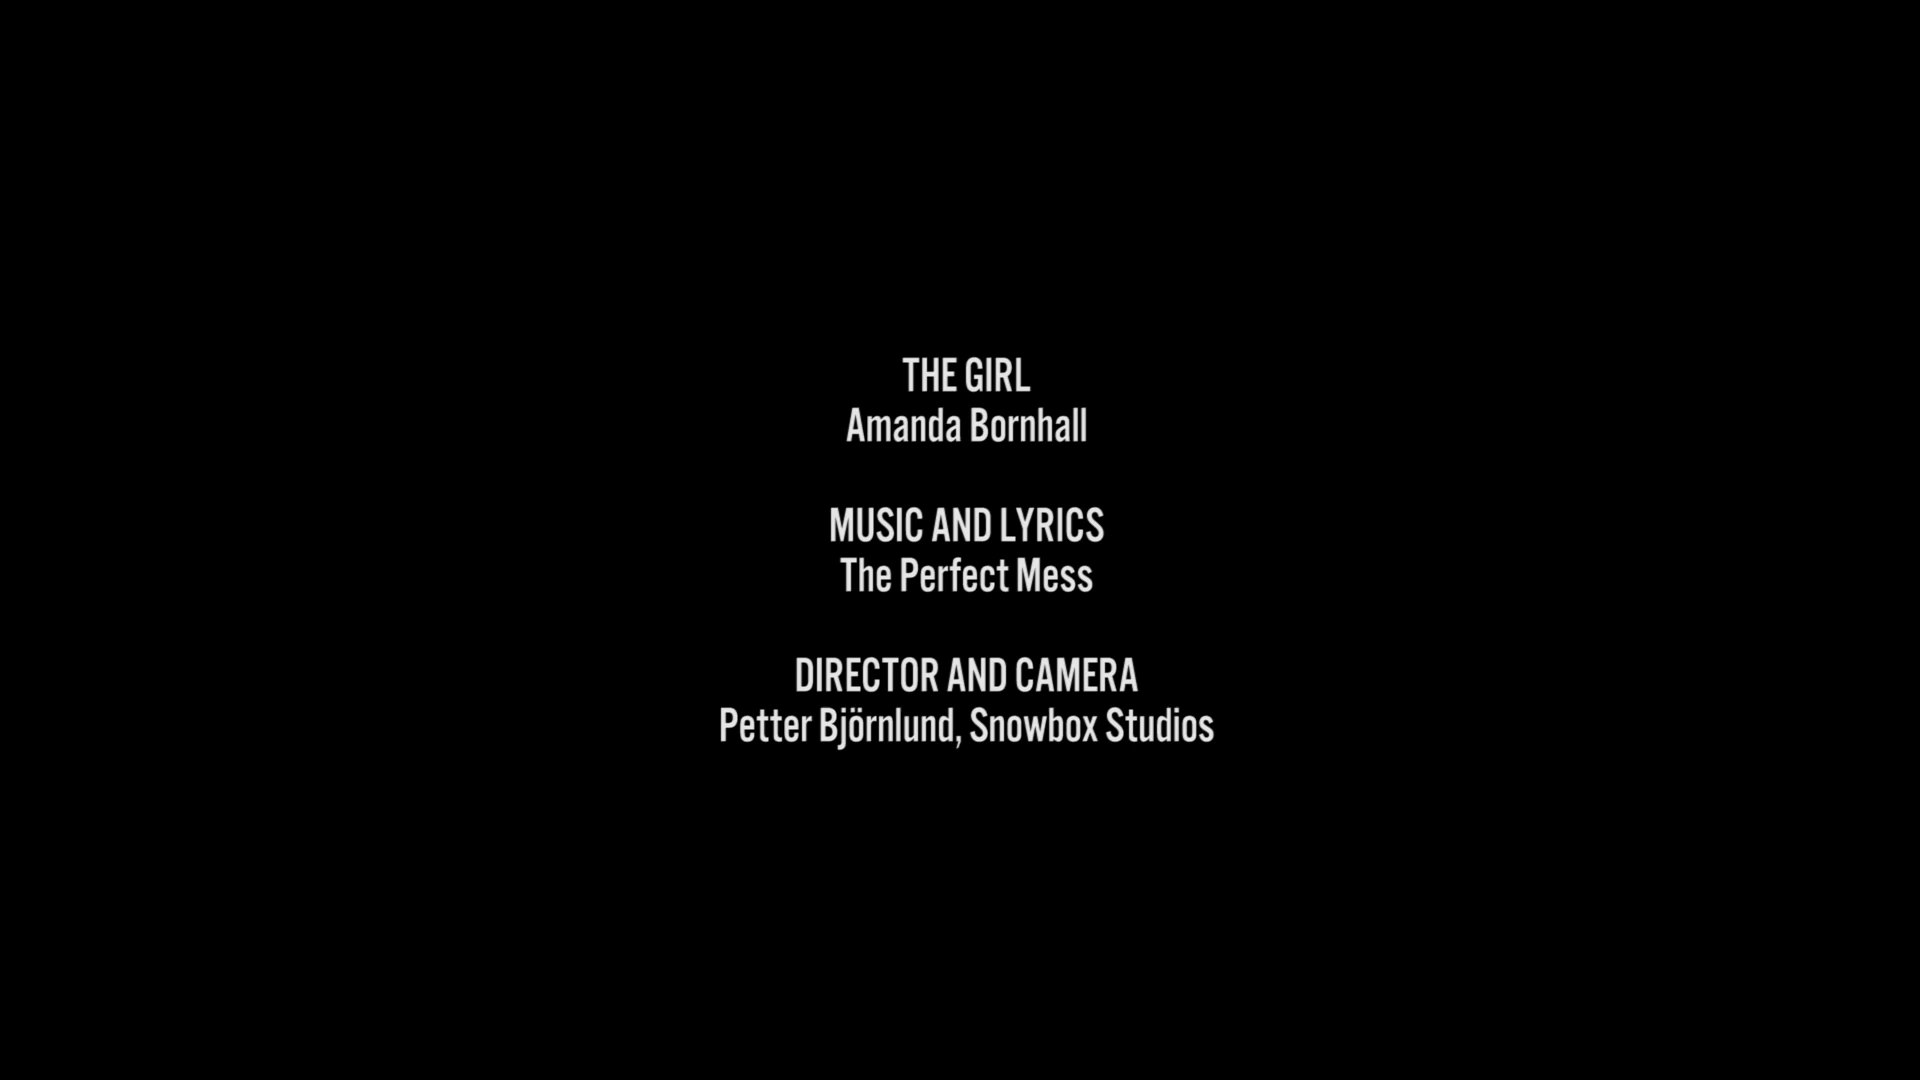 THE GIRL
Amanda Bornhall
MUSIC AND LYRICS
The Perfect Mess
DIRECTOR AND CAMERA
Petter Björnlund, Snowbox Studios